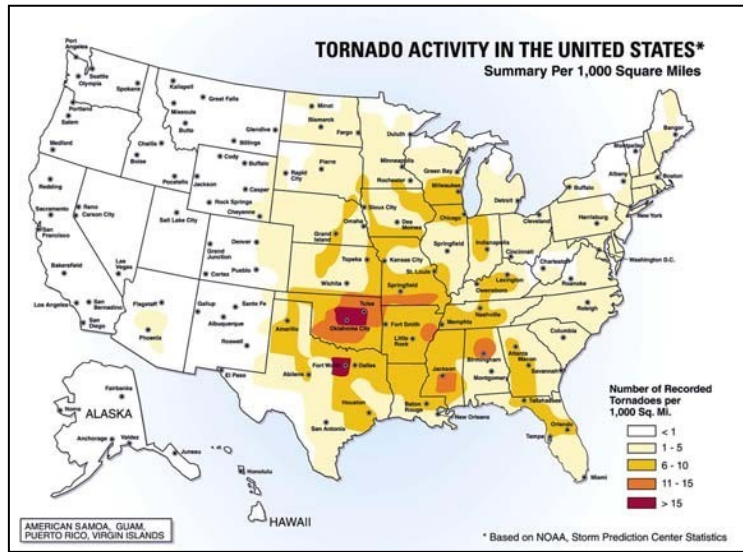 TORNADO ACTIVITY IN THE UNITED STATES*
Summary Per 1,000 Square Miles
Port
Angeles
Seattle
Olympia
Spokane
Portland
Salem
Medford
Kalispell
Great Falls
Missoula
Butte
Glendive
Billings
Challis
Boise
Pocatello
Cody
Buffalo
Jackson
Casper
Rock Springs
Cheyenne
Minot
Bismarck
Fargo
Pierre
Rapid
City
Duluth
Minneapolis
Rochester
Green Bay
Milwaukee
Redding
Sacramento
San
Francisco
Reno
Carson City
Bakersfield
Los Angeles
San
Bernardino
San
Diego
Las
Vegas
Salt Lake City
Grand
Junction
Denver
Pueblo
Cortez
Flagstaff
Phoenix
Gallup
Santa Fe
Albuquerque
Roswell
El Paso
Sioux City
Omaha
Grand
Island
Des
Moines
Topeka
Kansas City
Wichita
Chicago
Springfield
St. Louis
Springfield
Detroit
Indianapolis
Cincinnati
Cleveland
Buffalo
Albany
Montpelier
Bangor
Boston
New York
Harrisburg
Washington D.C.
Charleston
Roanoke
Lexington
Owensboro
Nashville
Raleigh
Columbia
Tulsa
Oklahoma City
Amarillo
Fort Smith
Little
Rock
Memphis
Fort Worth
Dallas
Abilene
Houston
San Antonio
Jackson
Baton
Rouge
New Orleans
Birmingham
Montgomery
Atlanta
Macon
Savannah
Tallahassee
Orlando
Tampa
Miami
ALASKA
Fairbanks
Nome
Anchorage
Valdez
Juneau
Honolulu
HAWAII
Number of Recorded
Tornadoes per
1,000 Sq. Mi.
< 1
1 - 5
6 - 10
11 - 15
> 15
AMERICAN SAMOA, GUAM,
PUERTO RICO, VIRGIN ISLANDS
* Based on NOAA, Storm Prediction Center Statistics